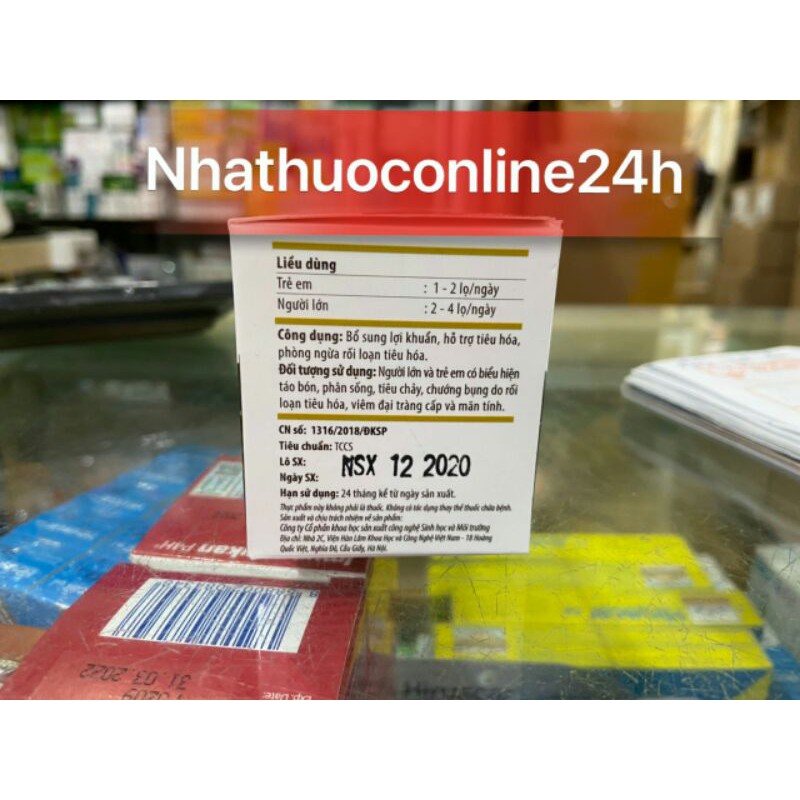 Nhathuoconline24h
Liều dùng
Trẻ em : 1 - 2 lọ/ngày
Người lớn : 2 - 4 lọ/ngày
Công dụng: Bổ sung lợi khuẩn, hỗ trợ tiêu hóa,
phòng ngừa rối loạn tiêu hóa.
Đối tượng sử dụng: Người lớn và trẻ em có biểu hiện
táo bón, phân sống, tiêu chảy, chướng bụng do rối
loạn tiêu hóa, viêm đại tràng cấp và mãn tính.
CN số: 1316/2018/ĐKSP
Tiêu chuẩn: TCCS
Lô SX:
NSX 12 2020
Ngày SX:
Hạn sử dụng: 24 tháng kể từ ngày sản xuất.
Thực phẩm này không phải là thuốc. Không có tác dụng thay thế thuốc chữa bệnh.
Sản xuất và chịu trách nhiệm về sản phẩm:
Công ty Cổ phần khoa học sản xuất công nghệ Sinh học và Môi trường
Địa chỉ: Nhà 2C, Viện Hàn Lâm Khoa Học và Công Nghệ Việt Nam - 18 Hoàng
Quốc Việt, Nghĩa Đô, Cầu Giấy, Hà Nội.
31 03 2022
Exp. Date: